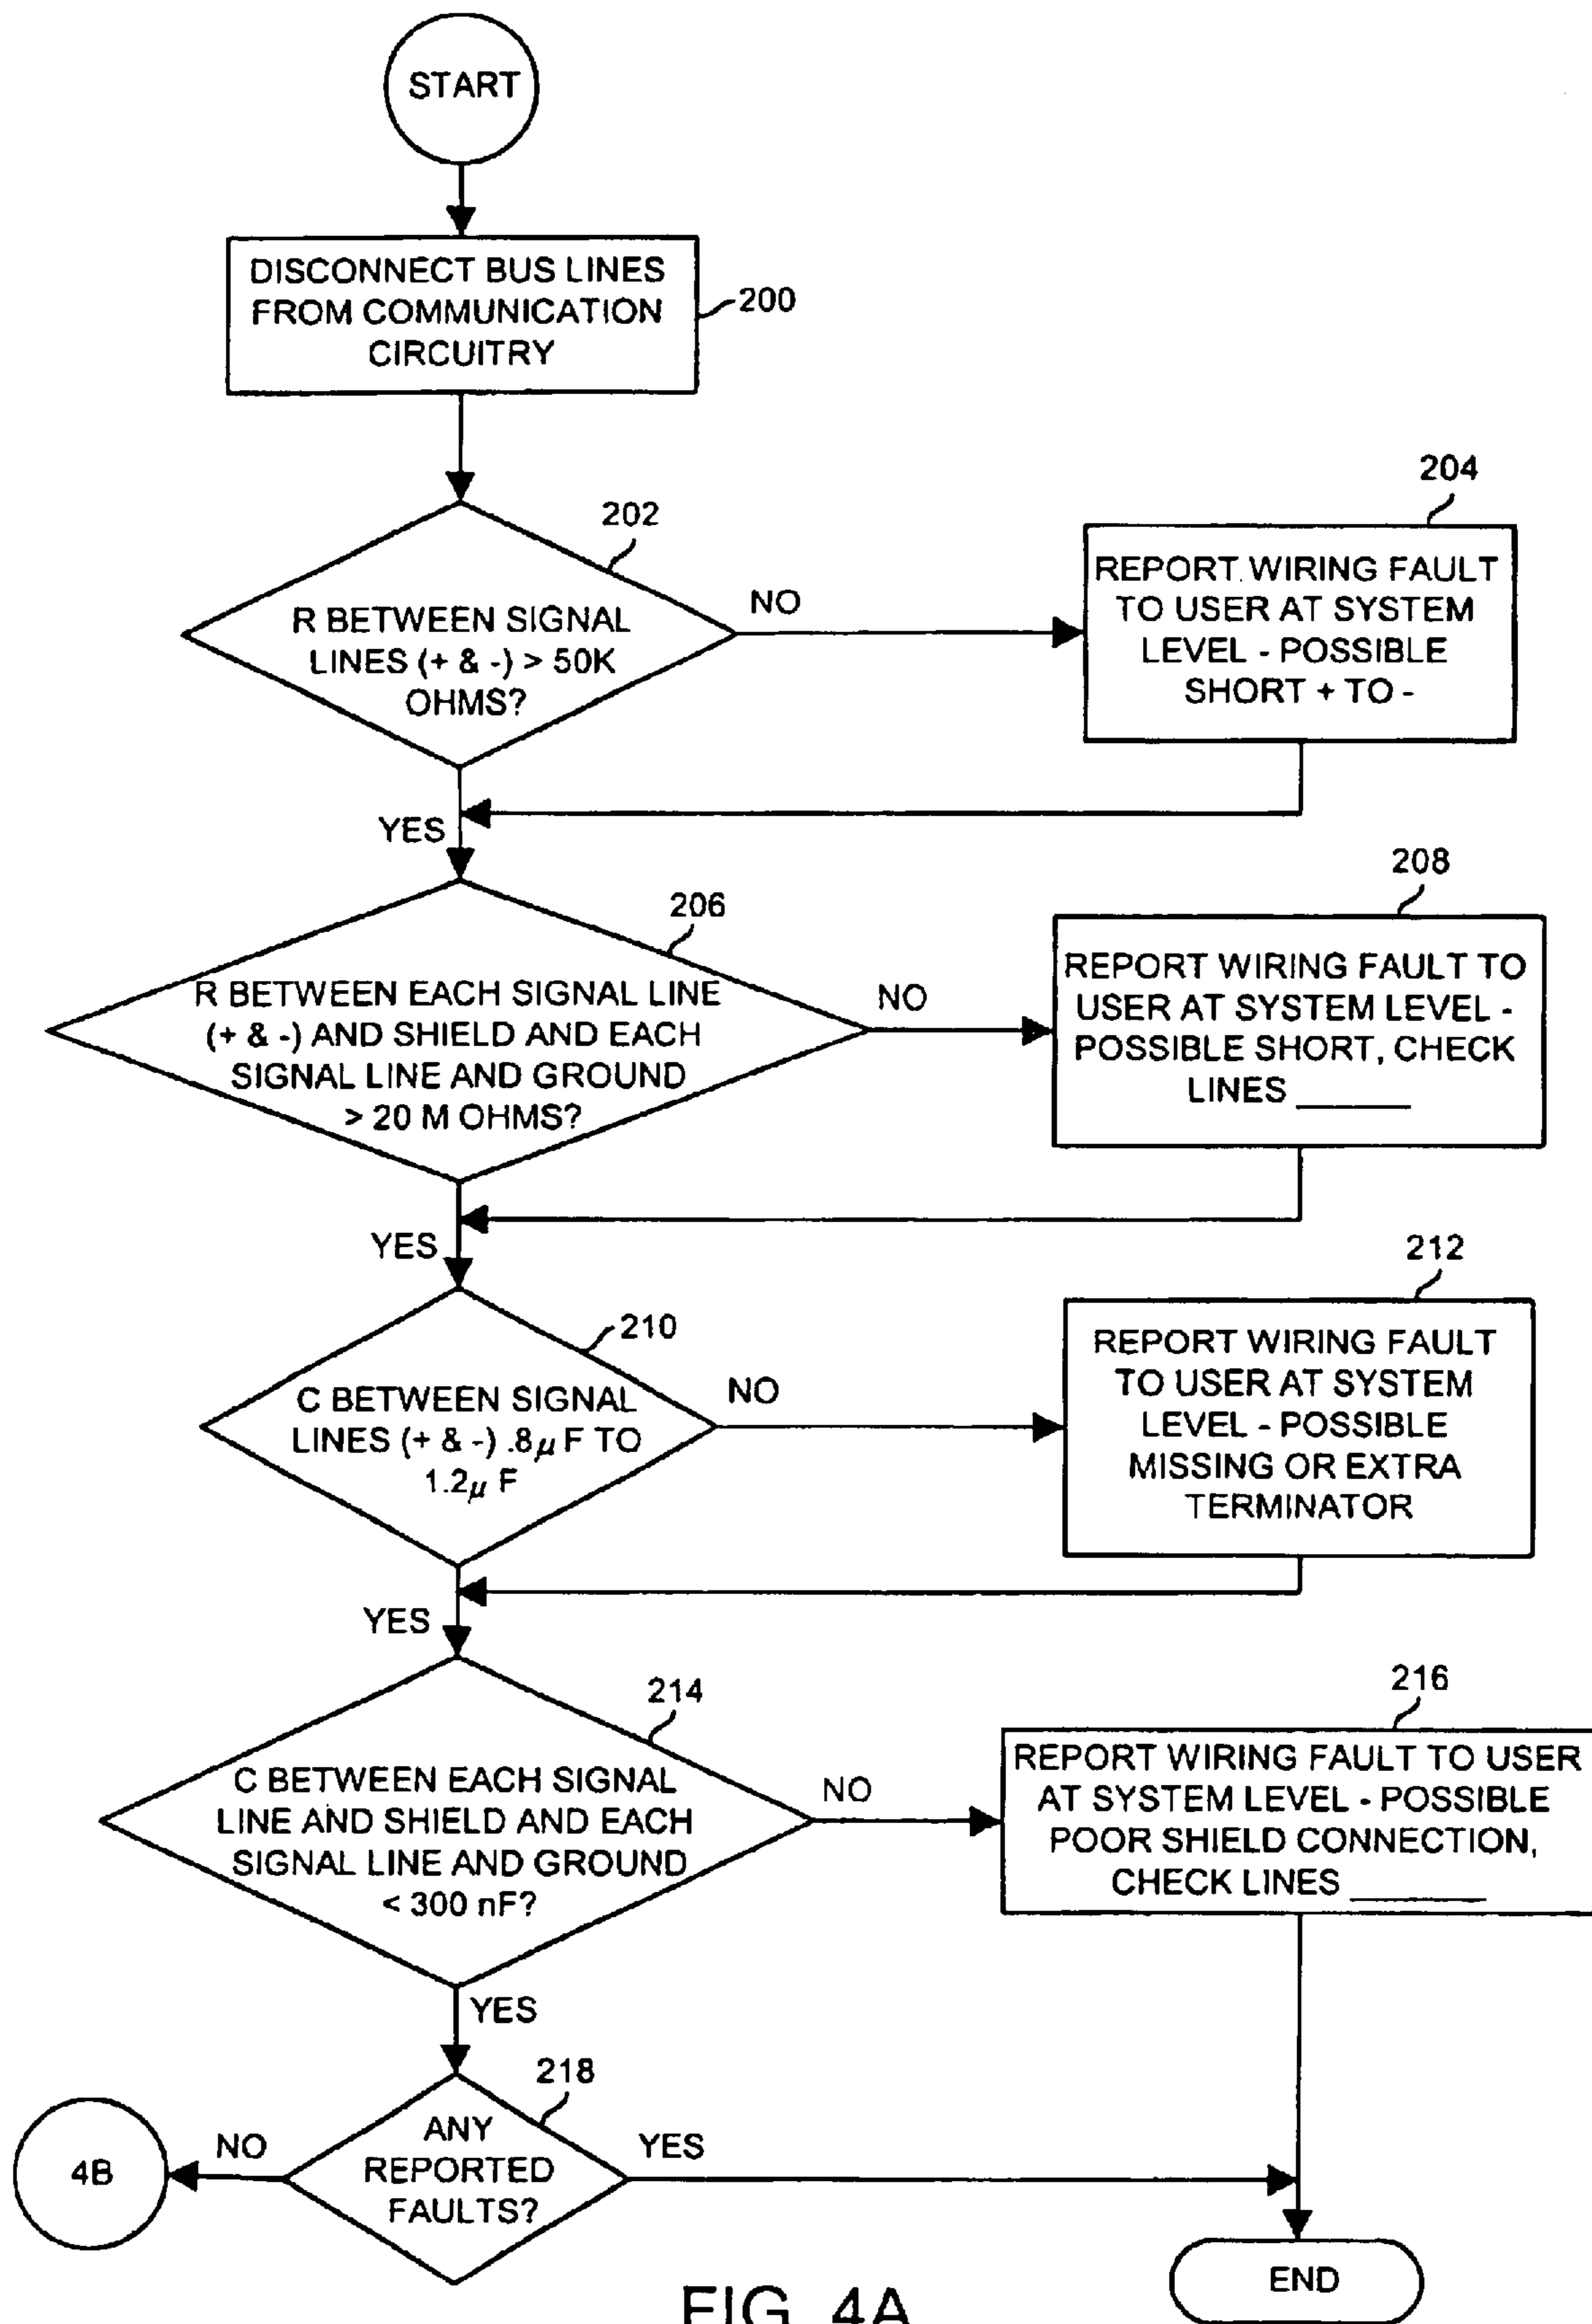 START
DISCONNECT BUS LINES
FROM COMMUNICATION
CIRCUITRY
200
202
R BETWEEN SIGNAL
LINES (+ & -) > 50K
OHMS?
NO
204
REPORT WIRING FAULT
TO USER AT SYSTEM
LEVEL - POSSIBLE
SHORT + TO -
YES
206
R BETWEEN EACH SIGNAL LINE
(+ & -) AND SHIELD AND EACH
SIGNAL LINE AND GROUND
> 20 M OHMS?
NO
208
REPORT WIRING FAULT TO
USER AT SYSTEM LEVEL -
POSSIBLE SHORT, CHECK
LINES ______
YES
210
C BETWEEN SIGNAL
LINES (+ & -) .8μ F TO
1.2μ F
NO
212
REPORT WIRING FAULT
TO USER AT SYSTEM
LEVEL - POSSIBLE
MISSING OR EXTRA
TERMINATOR
YES
214
C BETWEEN EACH SIGNAL
LINE AND SHIELD AND EACH
SIGNAL LINE AND GROUND
< 300 nF?
NO
216
REPORT WIRING FAULT TO USER
AT SYSTEM LEVEL - POSSIBLE
POOR SHIELD CONNECTION,
CHECK LINES _______
YES
218
ANY
REPORTED
FAULTS?
NO
4B
YES
END
FIG. 4A